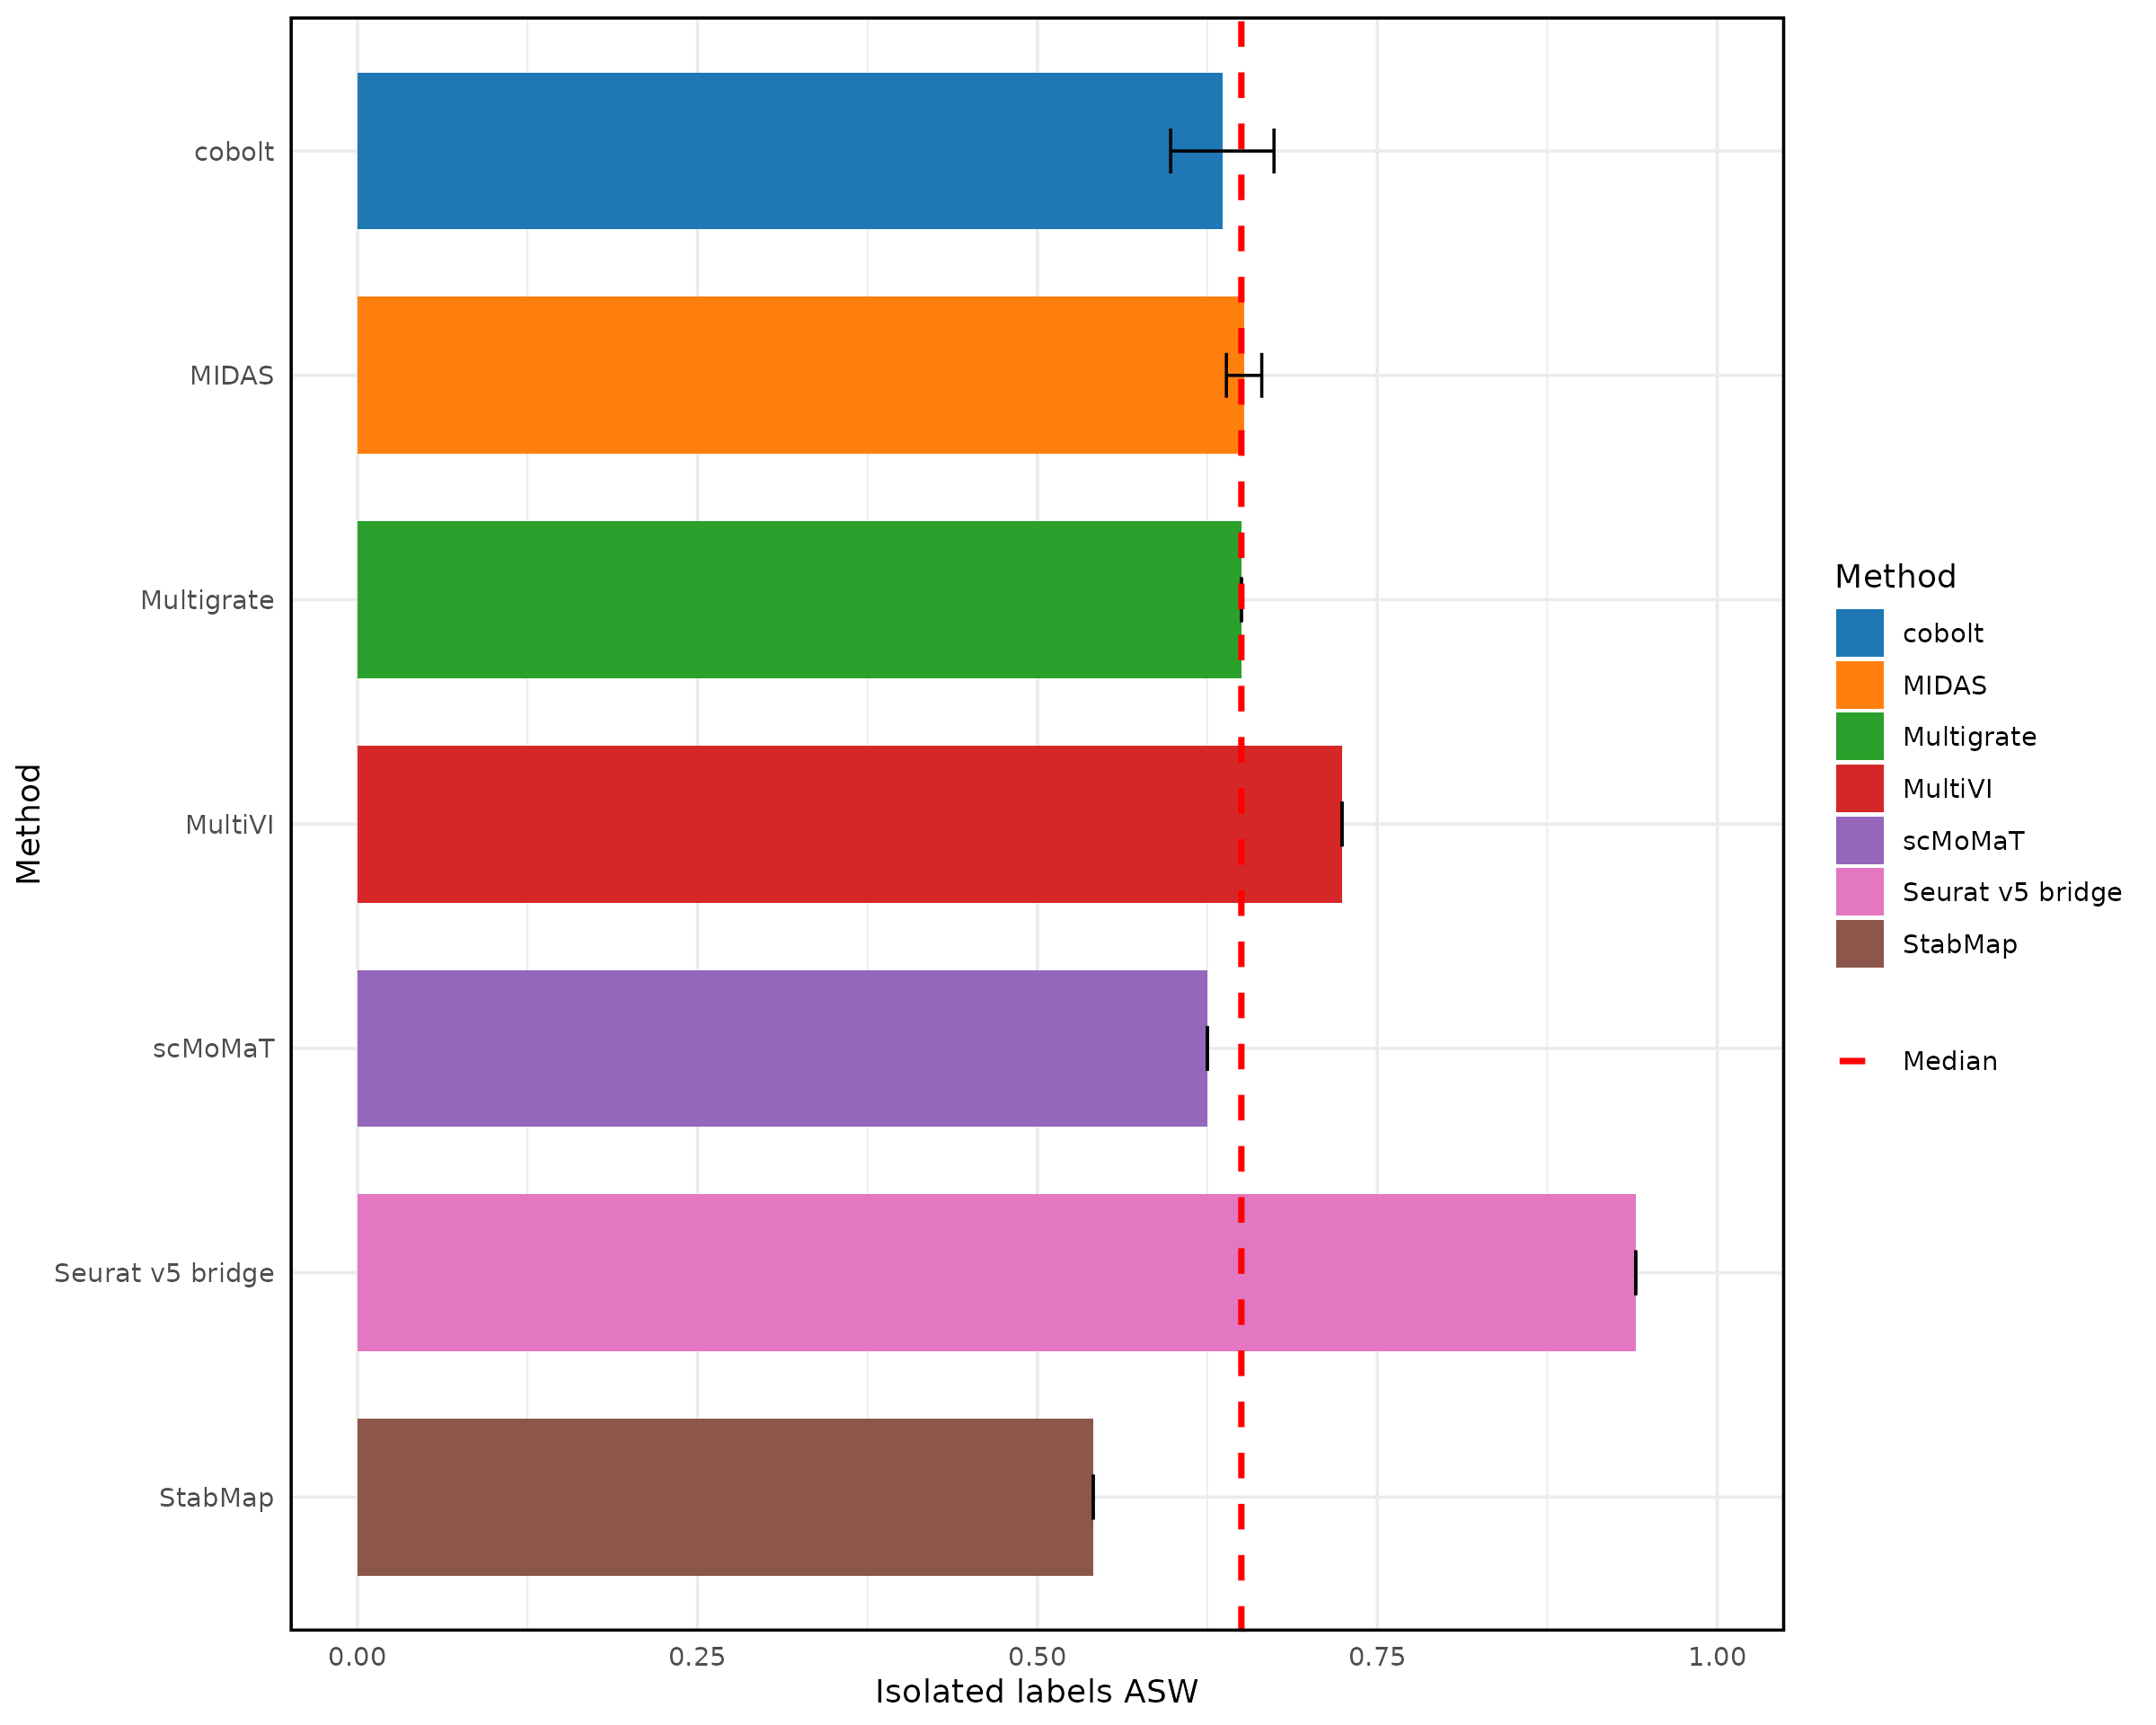 Method
cobolt
MIDAS
Multigrate
MultiVI
scMoMaT
Seurat v5 bridge
StabMap
0.00
0.25
0.50
0.75
1.00
Isolated labels ASW
Method
cobolt
MIDAS
Multigrate
MultiVI
scMoMaT
Seurat v5 bridge
StabMap
Median